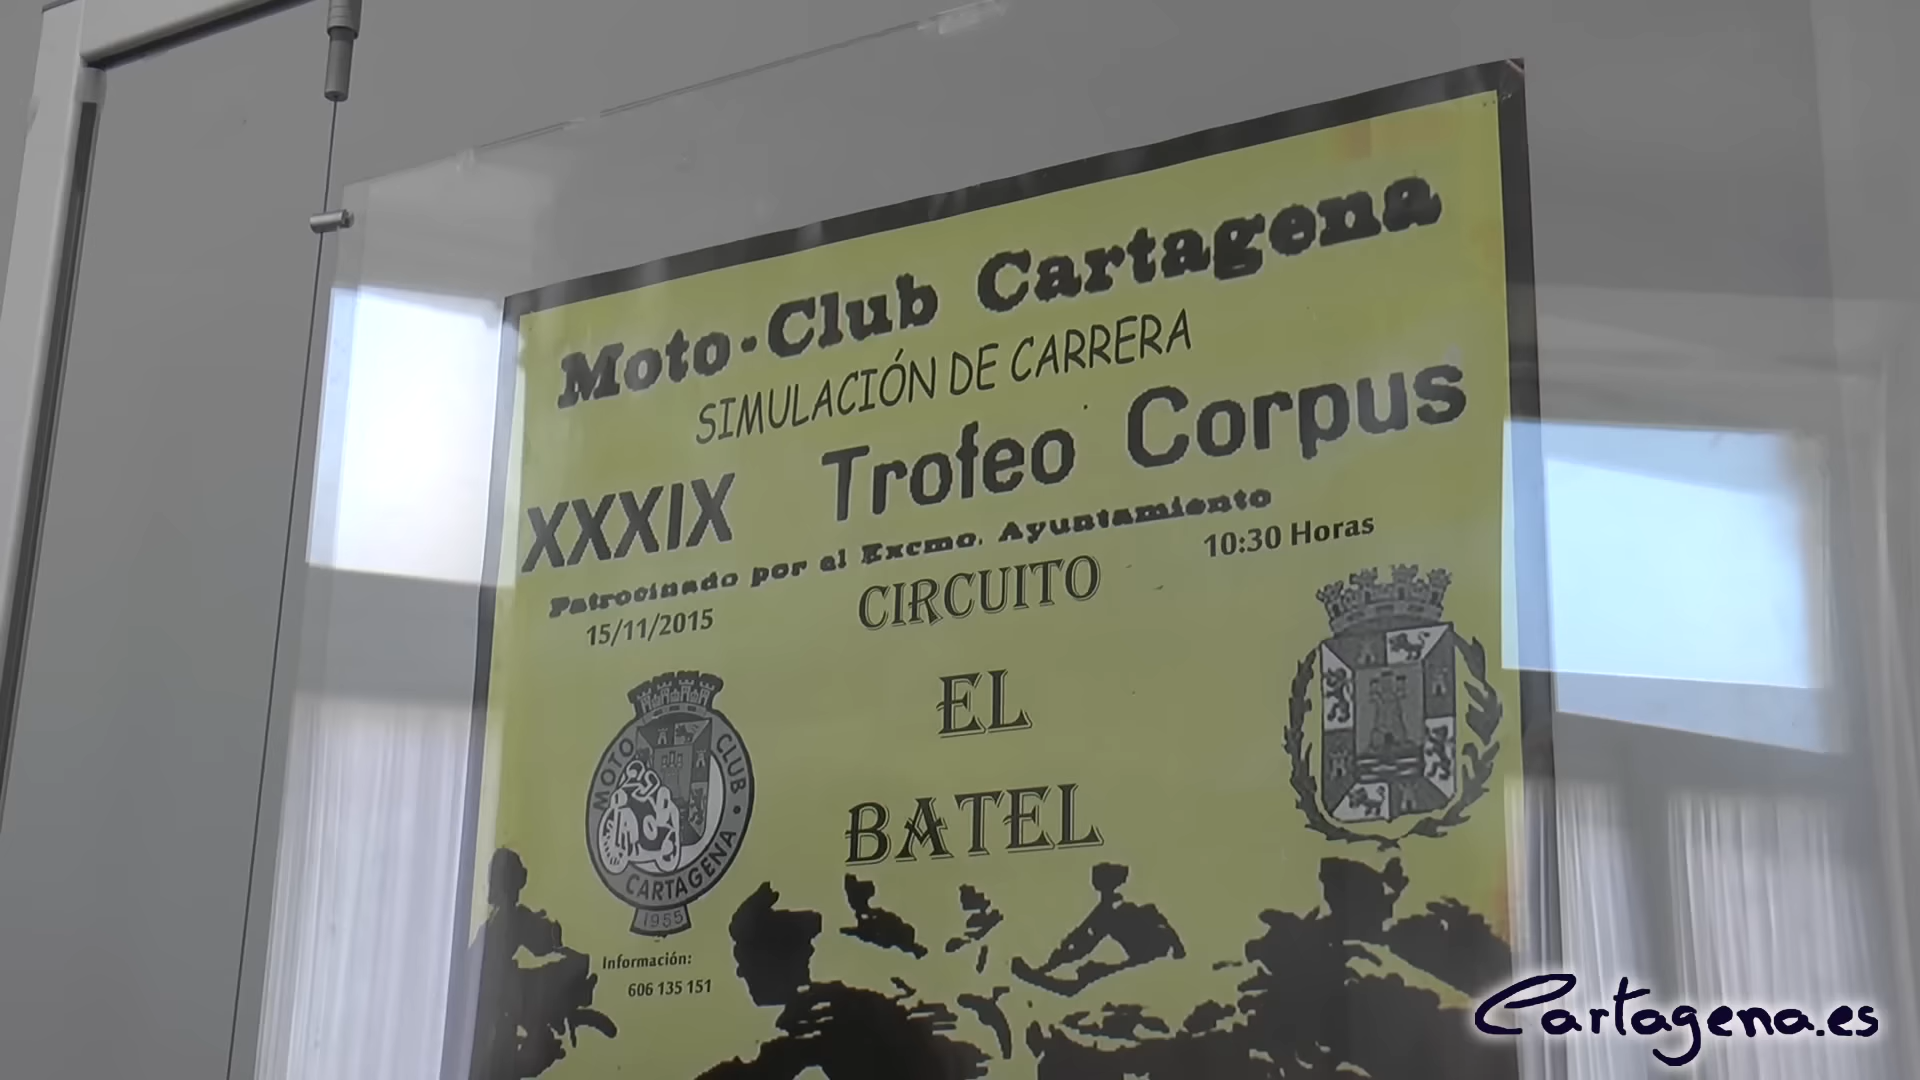 Moto-Club Cartagena
SIMULACIÓN DE CARRERA
XXXIX Trofeo Corpus
Patrocinado por el Excmo. Ayuntamiento
15/11/2015
10:30 Horas
CIRCUITO
EL
BATEL
MOTO CLUB
CARTAGENA
1955
Información:
606 135 151
Cartagena.es